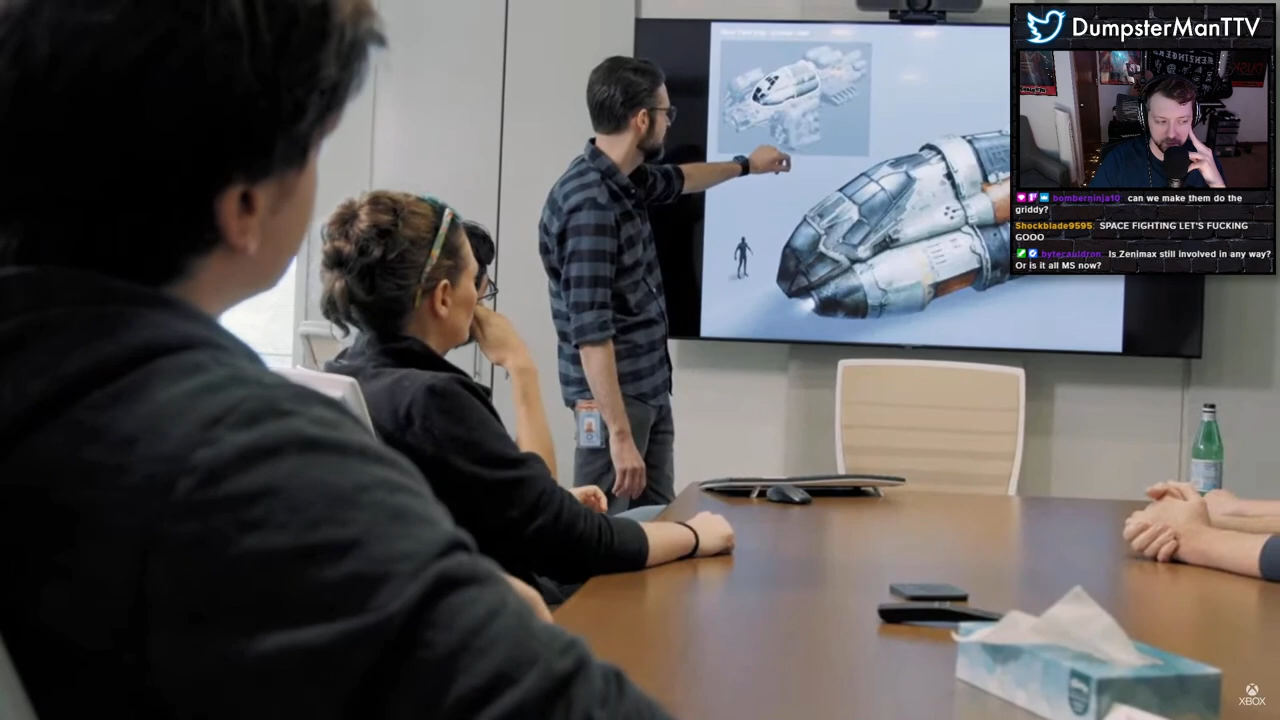 DumpsterManTTV
bomberninja10 can we make them do the
griddy?
Shockblade9595: SPACE FIGHTING LET'S FUCKING
GOOO
bytecauldron: Is Zenimax still involved in any way?
Or is it all MS now?
XBOX